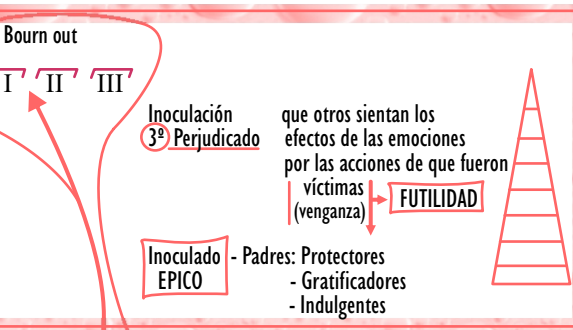 Bourn out
I II III
Inoculación que otros sientan los
3º Perjudicado efectos de las emociones
por las acciones de que fueron
víctimas
(venganza) FUTILIDAD
Inoculado - Padres: Protectores
EPICO - Gratificadores
- Indulgentes